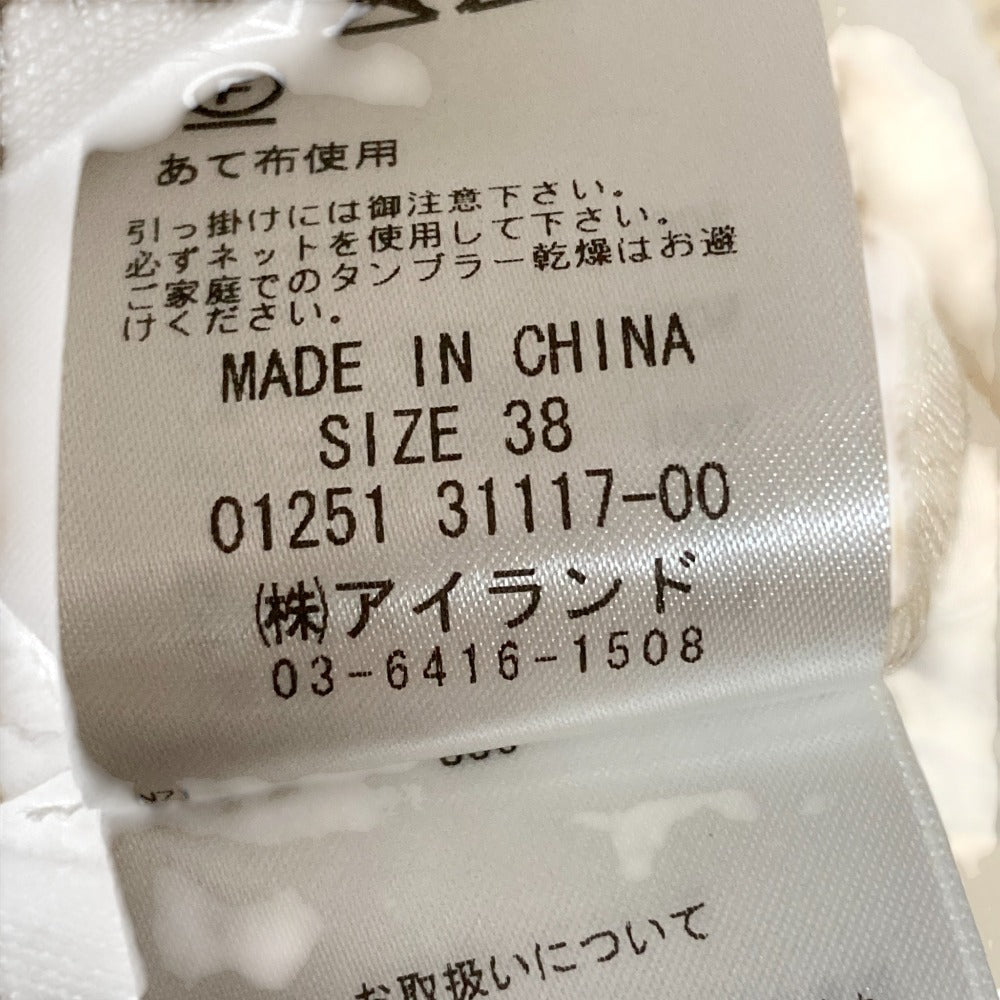 F
あて布使用
引っ掛けには御注意下さい。
必ずネットを使用して下さい。
ご家庭でのタンブラー乾燥はお避
けください。
MADE IN CHINA
SIZE 38
01251 31117-00
㈱アイランド
03-6416-1508
お取扱いについて